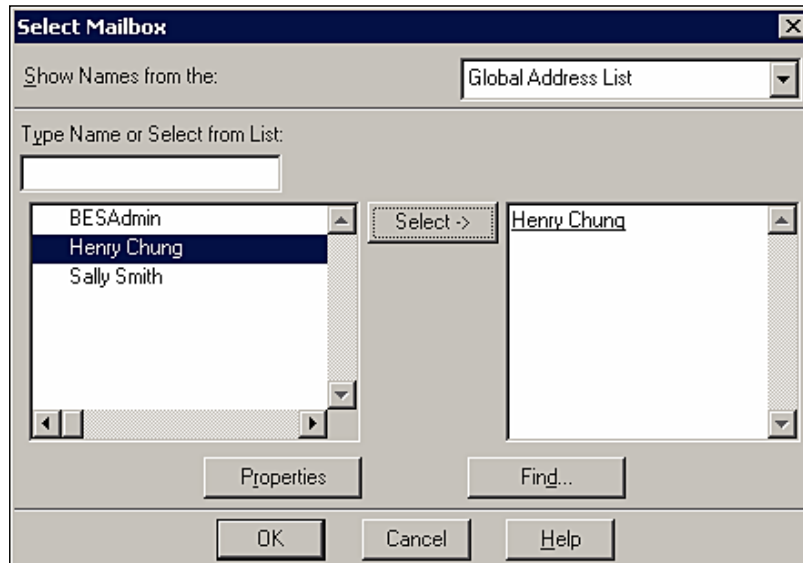 Select Mailbox
Show Names from the:
Global Address List
Type Name or Select from List:
BESAdmin
Henry Chung
Sally Smith
Select ->
Henry Chung
Properties
Find...
OK
Cancel
Help